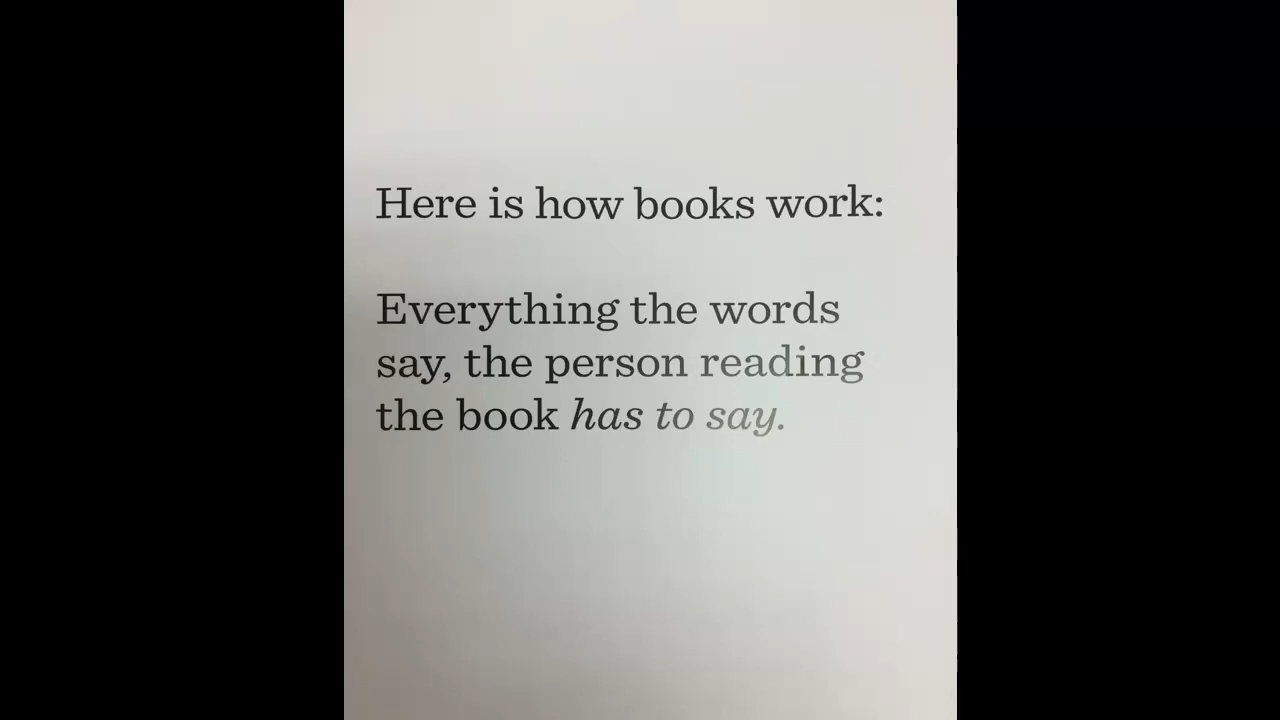 Here is how books work:
Everything the words
say, the person reading
the book has to say.